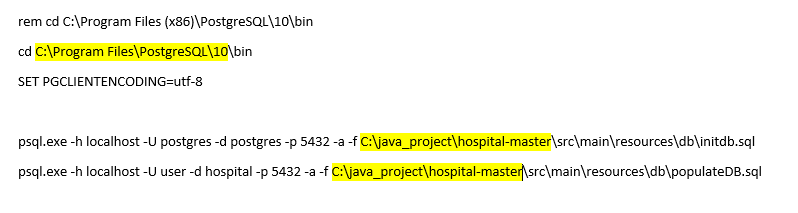 rem cd C:\Program Files (x86)\PostgreSQL\10\bin
cd C:\Program Files\PostgreSQL\10\bin
SET PGCLIENTENCODING=utf-8
psql.exe -h localhost -U postgres -d postgres -p 5432 -a -f C:\java_project\hospital-master\src\main\resources\db\initdb.sql
psql.exe -h localhost -U user -d hospital -p 5432 -a -f C:\java_project\hospital-master\src\main\resources\db\populateDB.sql